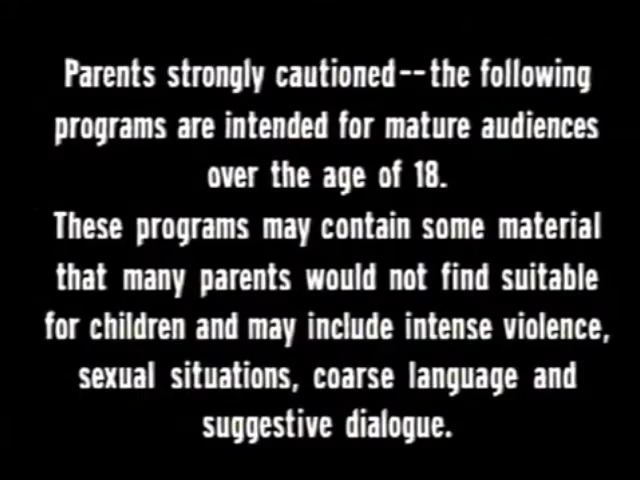 Parents strongly cautioned--the following
programs are intended for mature audiences
over the age of 18.
These programs may contain some material
that many parents would not find suitable
for children and may include intense violence,
sexual situations, coarse language and
suggestive dialogue.